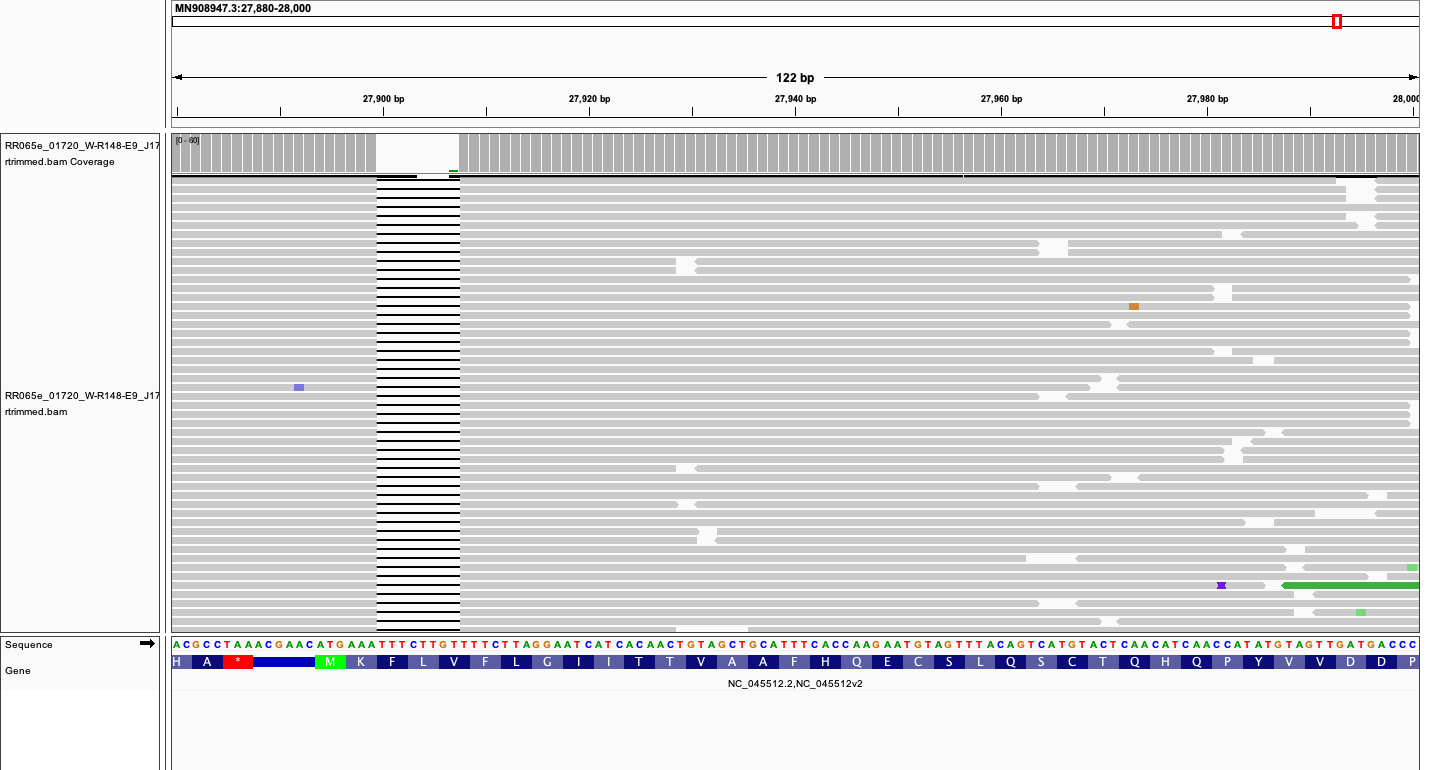 MN908947.3:27,880-28,000
122 bp
27,900 bp 27,920 bp 27,940 bp 27,960 bp 27,980 bp 28,000
RR065e_01720_W-R148-E9_J17
rtrimmed.bam Coverage
[0 - 60]
RR065e_01720_W-R148-E9_J17
rtrimmed.bam
Sequence
A C G C C T A A A C G A A C A T G A A A T T T C T T G T T T T C T T A G G A A T C A T C A C A A C T G T A G C T G C A T T T C A C C A A G A A T G T A G T T T A C A G T C A T G T A C T C A A C A T C A A C C A T A T G T A G T T G A T G A C C C
Gene
H A * M K F L V F L G I I T T V A A F H Q E C S L Q S C T Q H Q P Y V V D D P
NC_045512.2,NC_045512v2